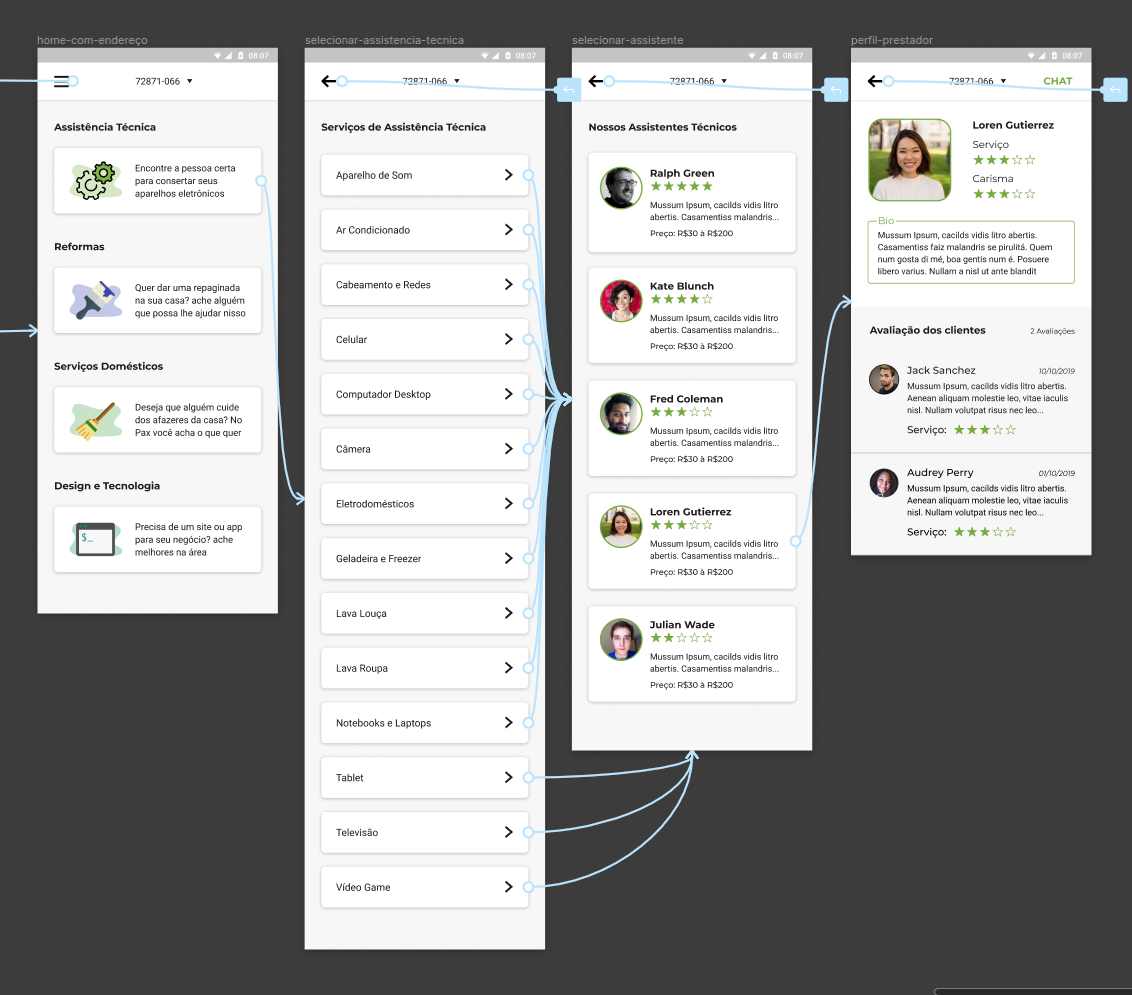 home-com-endereço
08:07
72871-066
Assistência Técnica
Encontre a pessoa certa
para consertar seus
aparelhos eletrônicos
Reformas
Quer dar uma repaginada
na sua casa? ache alguém
que possa lhe ajudar nisso
Serviços Domésticos
Deseja que alguém cuide
dos afazeres da casa? No
Pax você acha o que quer
Design e Tecnologia
$_
Precisa de um site ou app
para seu negócio? ache
melhores na área
selecionar-assistencia-tecnica
08:07
72871-066
Serviços de Assistência Técnica
Aparelho de Som
Ar Condicionado
Cabeamento e Redes
Celular
Computador Desktop
Câmera
Eletrodomésticos
Geladeira e Freezer
Lava Louça
Lava Roupa
Notebooks e Laptops
Tablet
Televisão
Vídeo Game
selecionar-assistente
08:07
72871-066
Nossos Assistentes Técnicos
Ralph Green
Mussum Ipsum, cacilds vidis litro
abertis. Casamentiss malandris...
Preço: R$30 à R$200
Kate Blunch
Mussum Ipsum, cacilds vidis litro
abertis. Casamentiss malandris...
Preço: R$30 à R$200
Fred Coleman
Mussum Ipsum, cacilds vidis litro
abertis. Casamentiss malandris...
Preço: R$30 à R$200
Loren Gutierrez
Mussum Ipsum, cacilds vidis litro
abertis. Casamentiss malandris...
Preço: R$30 à R$200
Julian Wade
Mussum Ipsum, cacilds vidis litro
abertis. Casamentiss malandris...
Preço: R$30 à R$200
perfil-prestador
08:07
72871-066
CHAT
Loren Gutierrez
Serviço
Carisma
Bio
Mussum Ipsum, cacilds vidis litro abertis.
Casamentiss faiz malandris se pirulitá. Quem
num gosta di mé, boa gentis num é. Posuere
libero varius. Nullam a nisl ut ante blandit
Avaliação dos clientes
2 Avaliações
Jack Sanchez
10/10/2019
Mussum Ipsum, cacilds vidis litro abertis.
Aenean aliquam molestie leo, vitae iaculis
nisl. Nullam volutpat risus nec leo...
Serviço:
Audrey Perry
01/10/2019
Mussum Ipsum, cacilds vidis litro abertis.
Aenean aliquam molestie leo, vitae iaculis
nisl. Nullam volutpat risus nec leo...
Serviço: